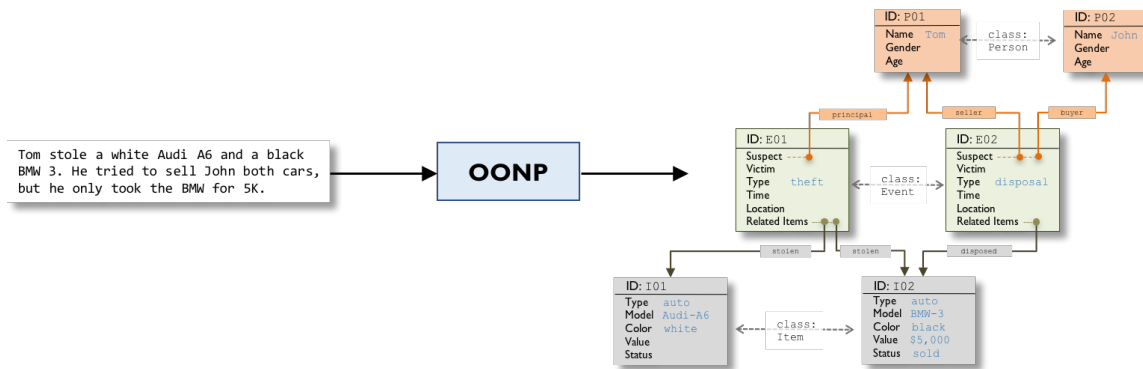 Tom stole a white Audi A6 and a black
BMW 3. He tried to sell John both cars,
but he only took the BMW for 5K.
OONP
ID: P01
Name Tom
Gender
Age
class:
Person
ID: P02
Name John
Gender
Age
principal
seller
buyer
ID: E01
Suspect
Victim
Type theft
Time
Location
Related Items
class:
Event
ID: E02
Suspect
Victim
Type disposal
Time
Location
Related Items
stolen
stolen
disposed
ID: I01
Type auto
Model Audi-A6
Color white
Value
Status
class:
Item
ID: I02
Type auto
Model BMW-3
Color black
Value $5,000
Status sold